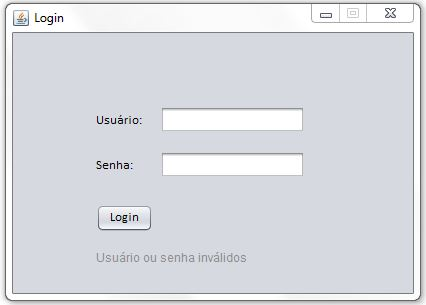 Login
Usuário:
Senha:
Login
Usuário ou senha inválidos